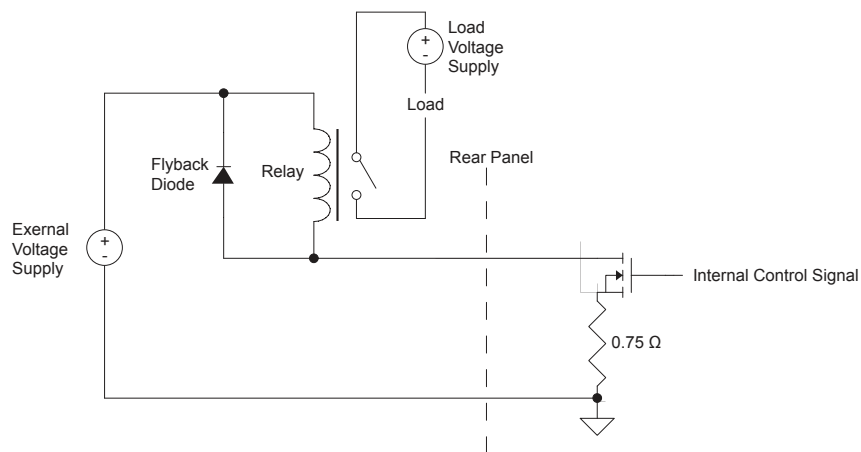 Load
Voltage
Supply
+
-
Load
Rear Panel
Flyback
Diode
Relay
Exernal
Voltage
Supply
+
-
Internal Control Signal
0.75 Ω